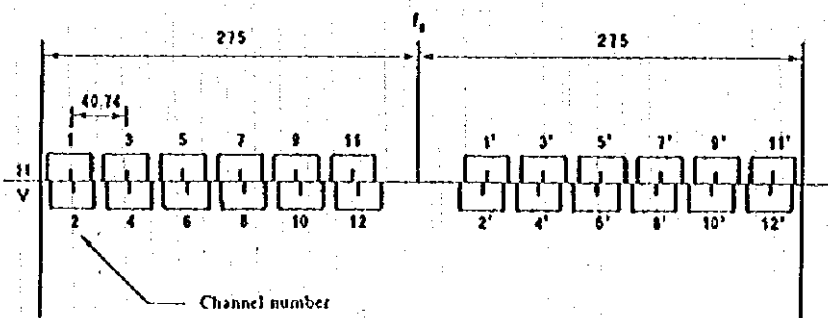 f₀
275 275
40.74
1 3 5 7 9 11 1' 3' 5' 7' 9' 11'
H
V
2 4 6 8 10 12 2' 4' 6' 8' 10' 12'
Channel number